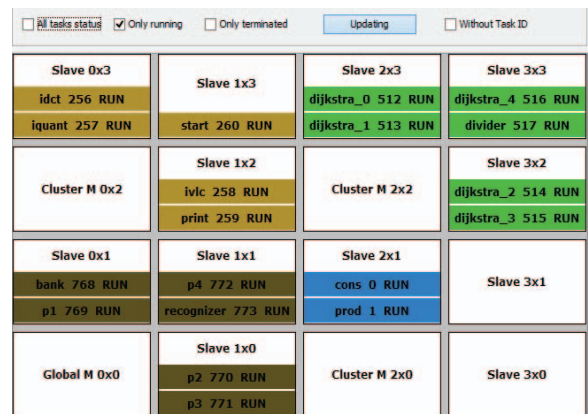 All tasks status Only running Only terminated Updating Without Task ID
Slave 0x3
idct 256 RUN
iquant 257 RUN
Slave 1x3
start 260 RUN
Slave 2x3
dijkstra_0 512 RUN
dijkstra_1 513 RUN
Slave 3x3
dijkstra_4 516 RUN
divider 517 RUN
Cluster M 0x2
Slave 1x2
ivlc 258 RUN
print 259 RUN
Cluster M 2x2
Slave 3x2
dijkstra_2 514 RUN
dijkstra_3 515 RUN
Slave 0x1
bank 768 RUN
p1 769 RUN
Slave 1x1
p4 772 RUN
recognizer 773 RUN
Slave 2x1
cons 0 RUN
prod 1 RUN
Slave 3x1
Global M 0x0
Slave 1x0
p2 770 RUN
p3 771 RUN
Cluster M 2x0
Slave 3x0